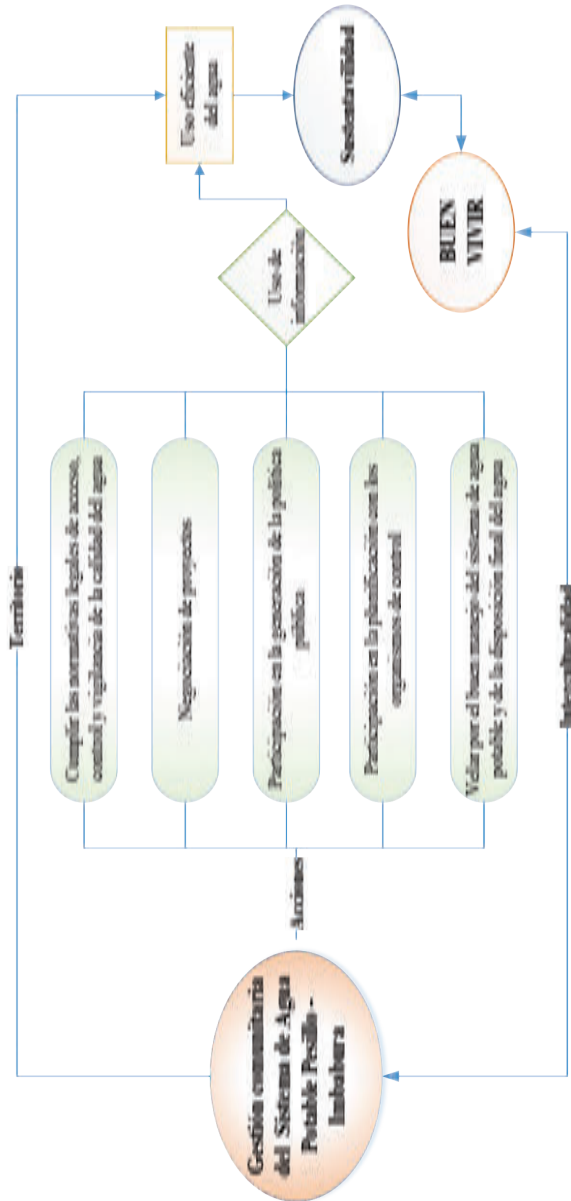 Territorio
Gestión comunitaria
del Sistema de Agua
Potable Pesillo -
Imbabura
Acciones
Cumplir las normativas legales de acceso,
control y vigilancia de la calidad del agua
Negociación de proyectos
Participación en la generación de la política
pública
Participación en la planificación con los
organismos de control
Velar por el buen manejo del sistema de agua
potable y de la disposición final del agua
Uso de
información
Uso eficiente
del agua
Sustentavilidad
BUEN
VIVIR
Interculturalidad